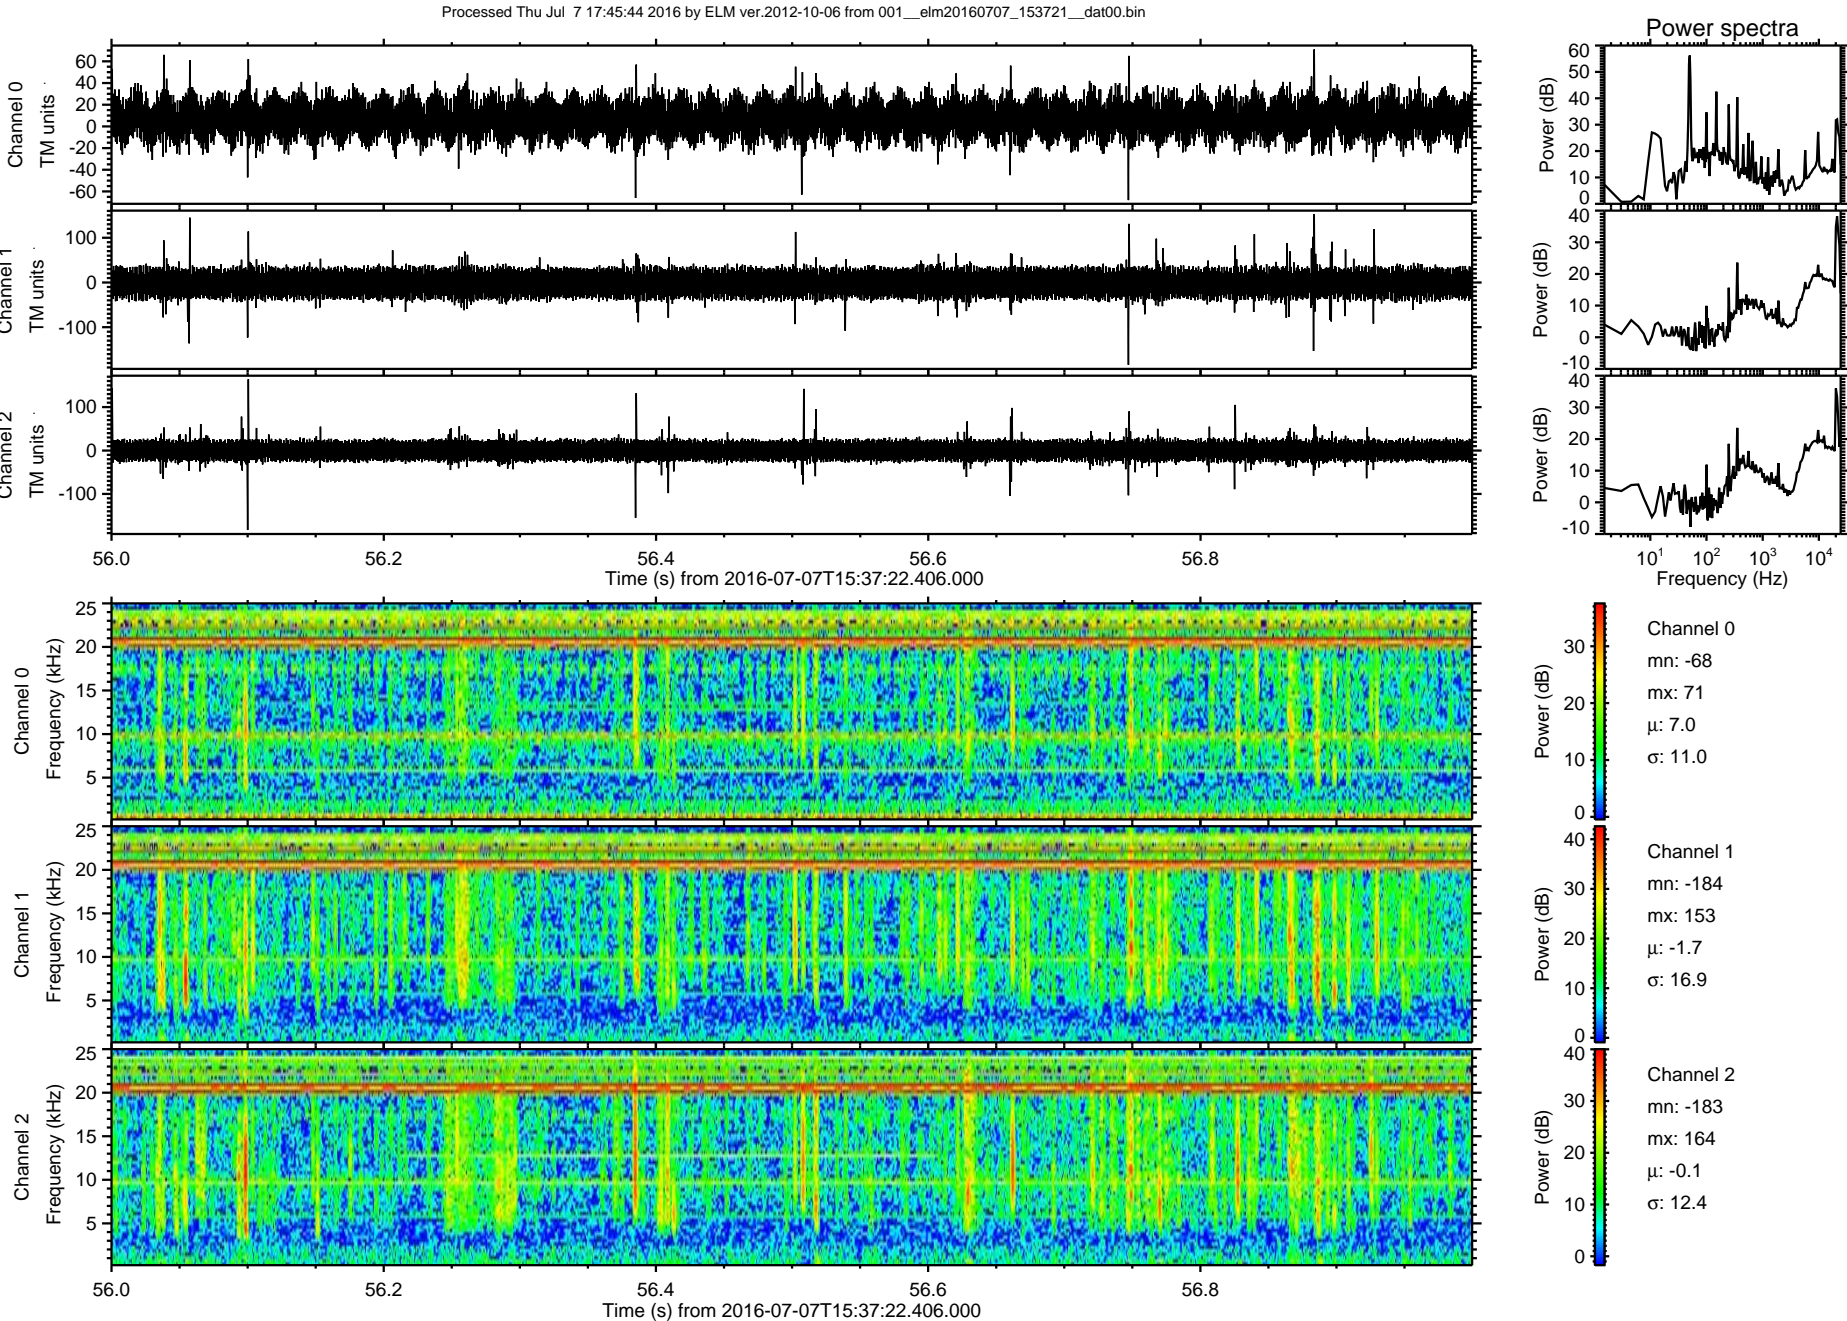 Processed Thu Jul  7 17:45:44 2016 by ELM ver.2012-10-06 from 001__elm20160707_153721__dat00.bin
Power spectra
Channel 0
TM units
60
40
20
0
-20
-40
-60
Power (dB)
60
50
40
30
20
10
0
Channel 1
TM units
100
0
-100
Power (dB)
40
30
20
10
0
-10
Channel 2
TM units
100
0
-100
Power (dB)
40
30
20
10
0
-10
56.0 56.2 56.4 56.6 56.8
Time (s) from 2016-07-07T15:37:22.406.000
10¹ 10² 10³ 10⁴
Frequency (Hz)
Channel 0
Frequency (kHz)
25
20
15
10
5
Power (dB)
30
20
10
0
Channel 0
mn: -68
mx: 71
μ: 7.0
σ: 11.0
Channel 1
Frequency (kHz)
25
20
15
10
5
Power (dB)
40
30
20
10
0
Channel 1
mn: -184
mx: 153
μ: -1.7
σ: 16.9
Channel 2
Frequency (kHz)
25
20
15
10
5
Power (dB)
40
30
20
10
0
Channel 2
mn: -183
mx: 164
μ: -0.1
σ: 12.4
56.0 56.2 56.4 56.6 56.8
Time (s) from 2016-07-07T15:37:22.406.000